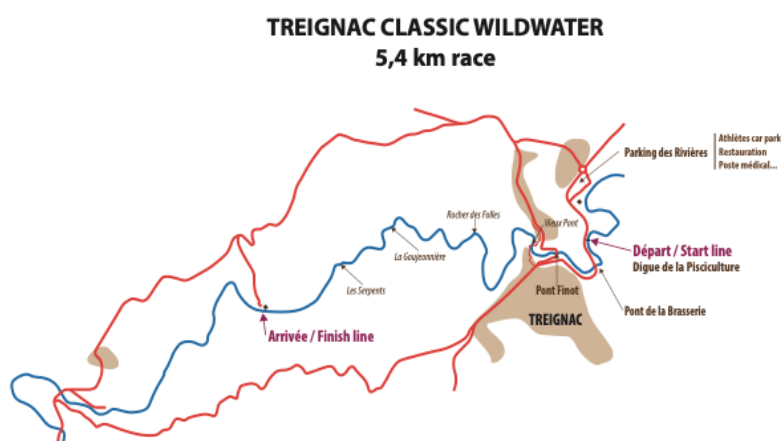 TREIGNAC CLASSIC WILDWATER
5,4 km race
Parking des Rivières
Athlètes car park
Restauration
Poste médical...
Rocher des Folles
Vieux Pont
La Goujeonnière
Départ / Start line
Digue de la Pisciculture
Les Serpents
Pont Finot
Pont de la Brasserie
TREIGNAC
Arrivée / Finish line